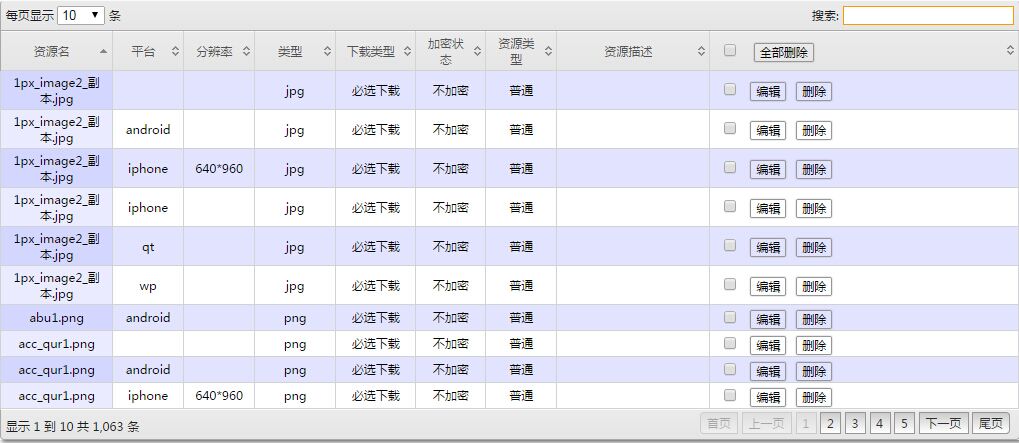 每页显示 10 条 搜索:
资源名 平台 分辨率 类型 下载类型 加密状态 资源类型 资源描述 全部删除
1px_image2_副本.jpg jpg 必选下载 不加密 普通 编辑 删除
1px_image2_副本.jpg android jpg 必选下载 不加密 普通 编辑 删除
1px_image2_副本.jpg iphone 640*960 jpg 必选下载 不加密 普通 编辑 删除
1px_image2_副本.jpg iphone jpg 必选下载 不加密 普通 编辑 删除
1px_image2_副本.jpg qt jpg 必选下载 不加密 普通 编辑 删除
1px_image2_副本.jpg wp jpg 必选下载 不加密 普通 编辑 删除
abu1.png android png 必选下载 不加密 普通 编辑 删除
acc_qur1.png png 必选下载 不加密 普通 编辑 删除
acc_qur1.png android png 必选下载 不加密 普通 编辑 删除
acc_qur1.png iphone 640*960 png 必选下载 不加密 普通 编辑 删除
显示 1 到 10 共 1,063 条 首页 上一页 1 2 3 4 5 下一页 尾页